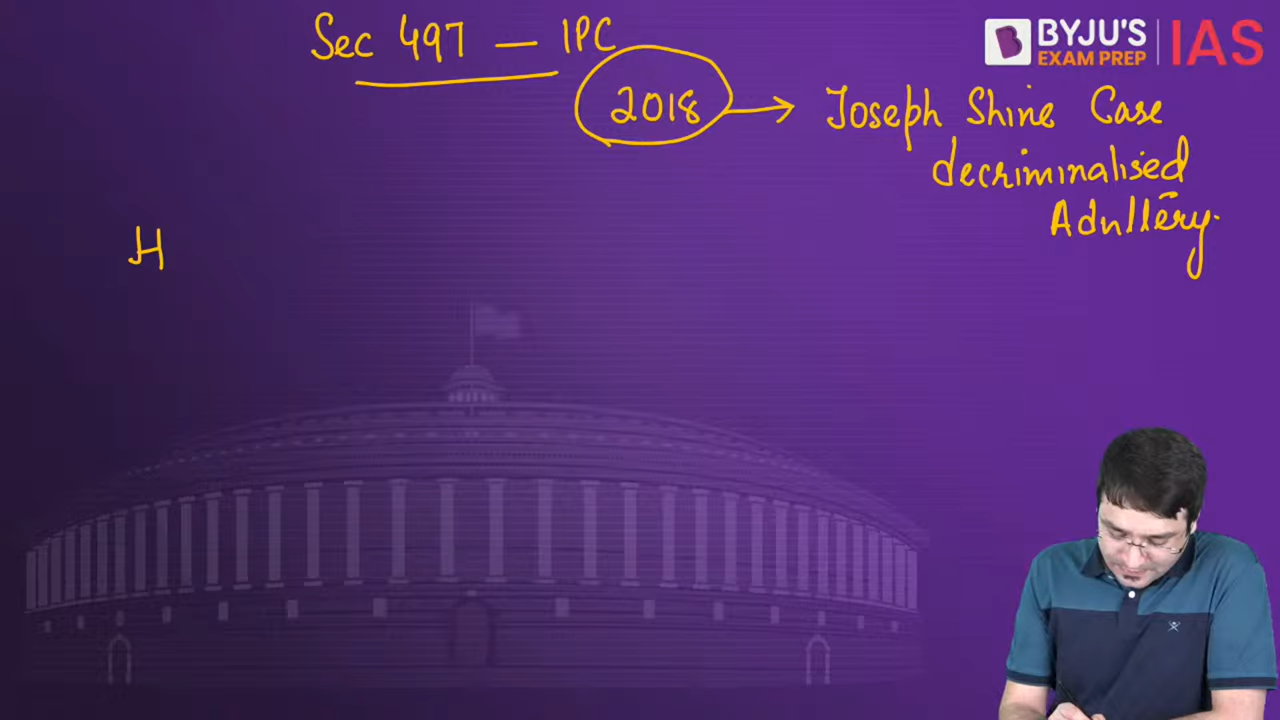 Sec 497 — IPC
BYJU'S
EXAM PREP
IAS
2018 → Joseph Shine Case
decriminalised
Adultery.
H